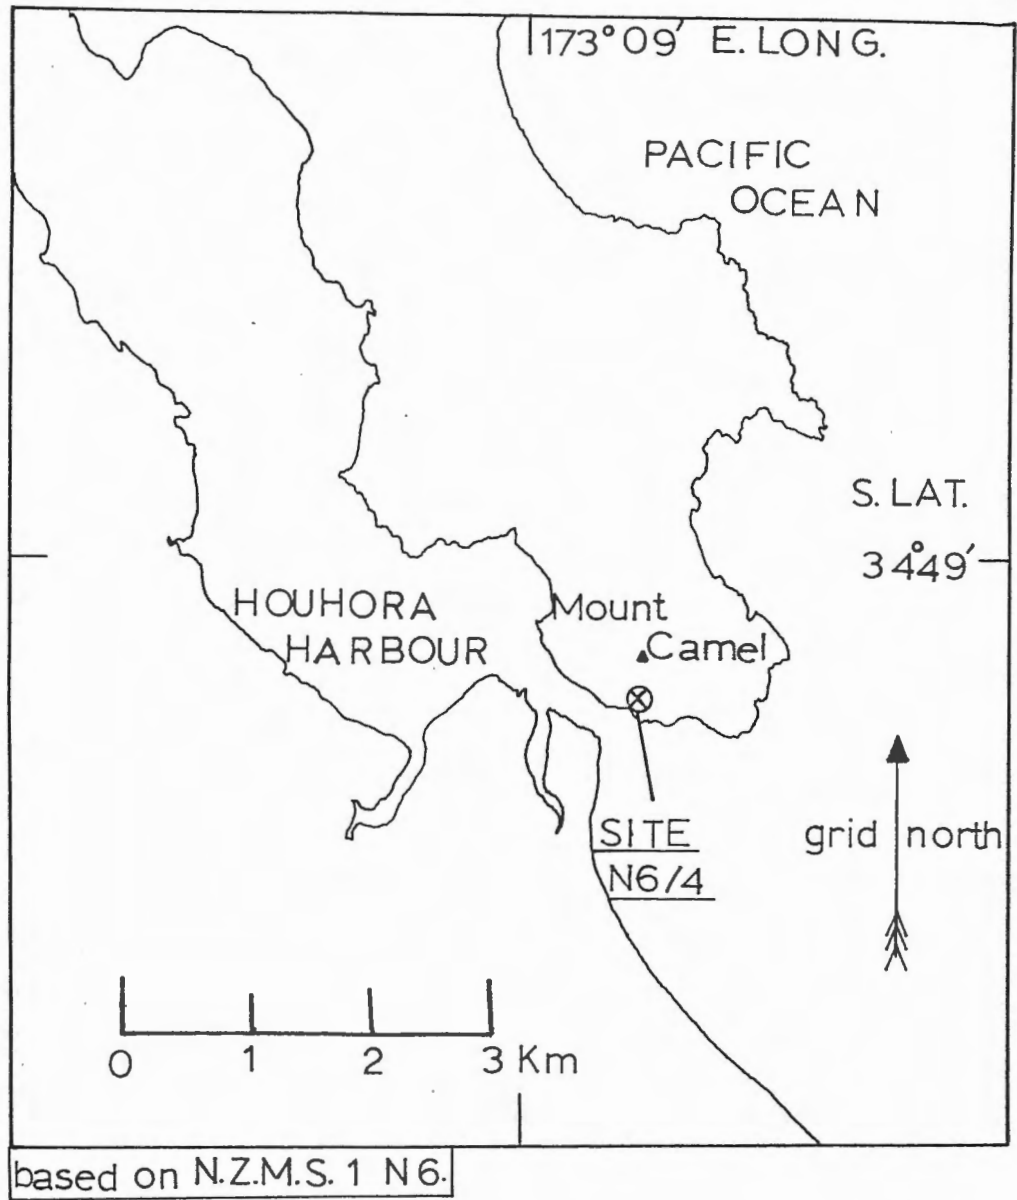 173°09' E. LONG.
PACIFIC
OCEAN
S. LAT.
34°49'
HOUHORA
HARBOUR
Mount
Camel
SITE
N6/4
grid north
0 1 2 3 Km
based on N.Z.M.S. 1 N6.